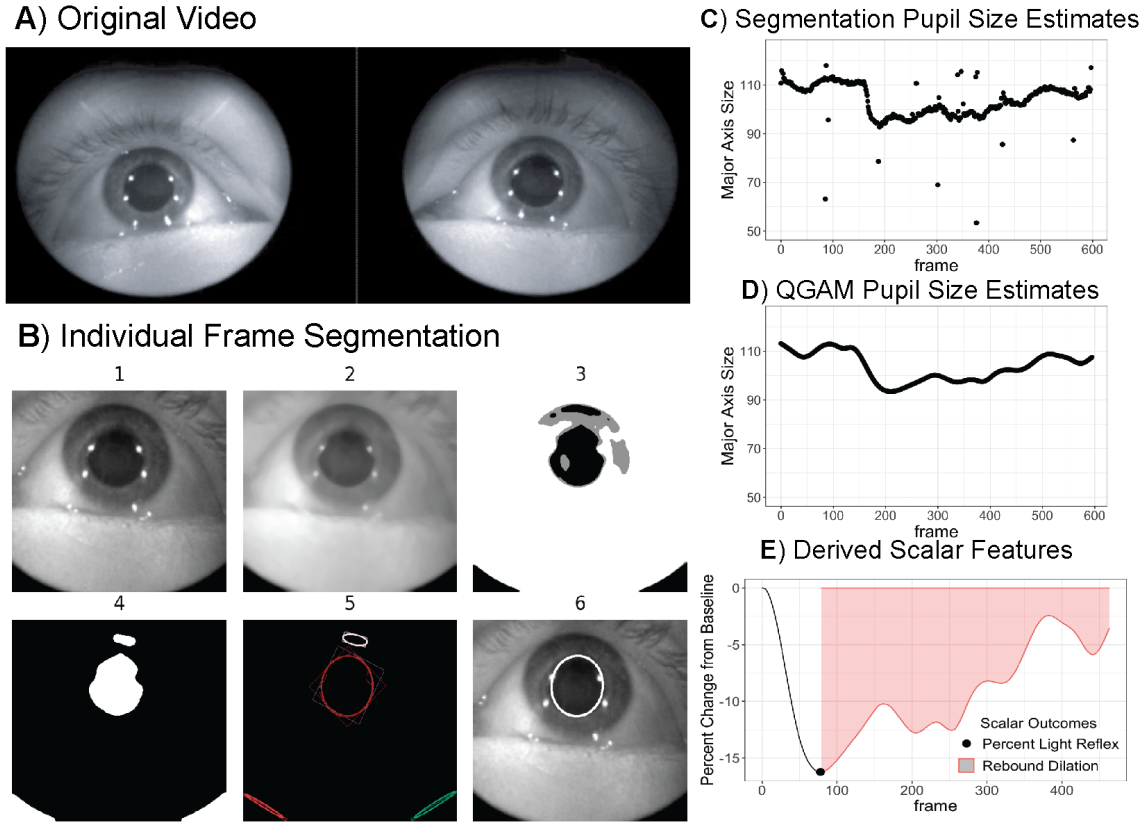 A) Original Video
B) Individual Frame Segmentation
1 2 3
4 5 6
C) Segmentation Pupil Size Estimates
Major Axis Size
110
90
70
50
0 100 200 300 400 500 600
frame
D) QGAM Pupil Size Estimates
Major Axis Size
110
90
70
50
0 100 200 300 400 500 600
frame
E) Derived Scalar Features
Percent Change from Baseline
0
-5
-10
-15
Scalar Outcomes
Percent Light Reflex
Rebound Dilation
0 100 200 300 400
frame